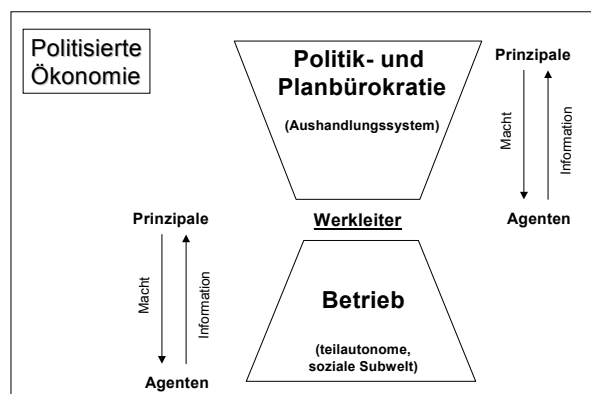 Politisierte
Ökonomie
Politik- und
Planbürokratie
(Aushandlungssystem)
Prinzipale
Macht
Information
Agenten
Werkleiter
Prinzipale
Macht
Information
Agenten
Betrieb
(teilautonome,
soziale Subwelt)